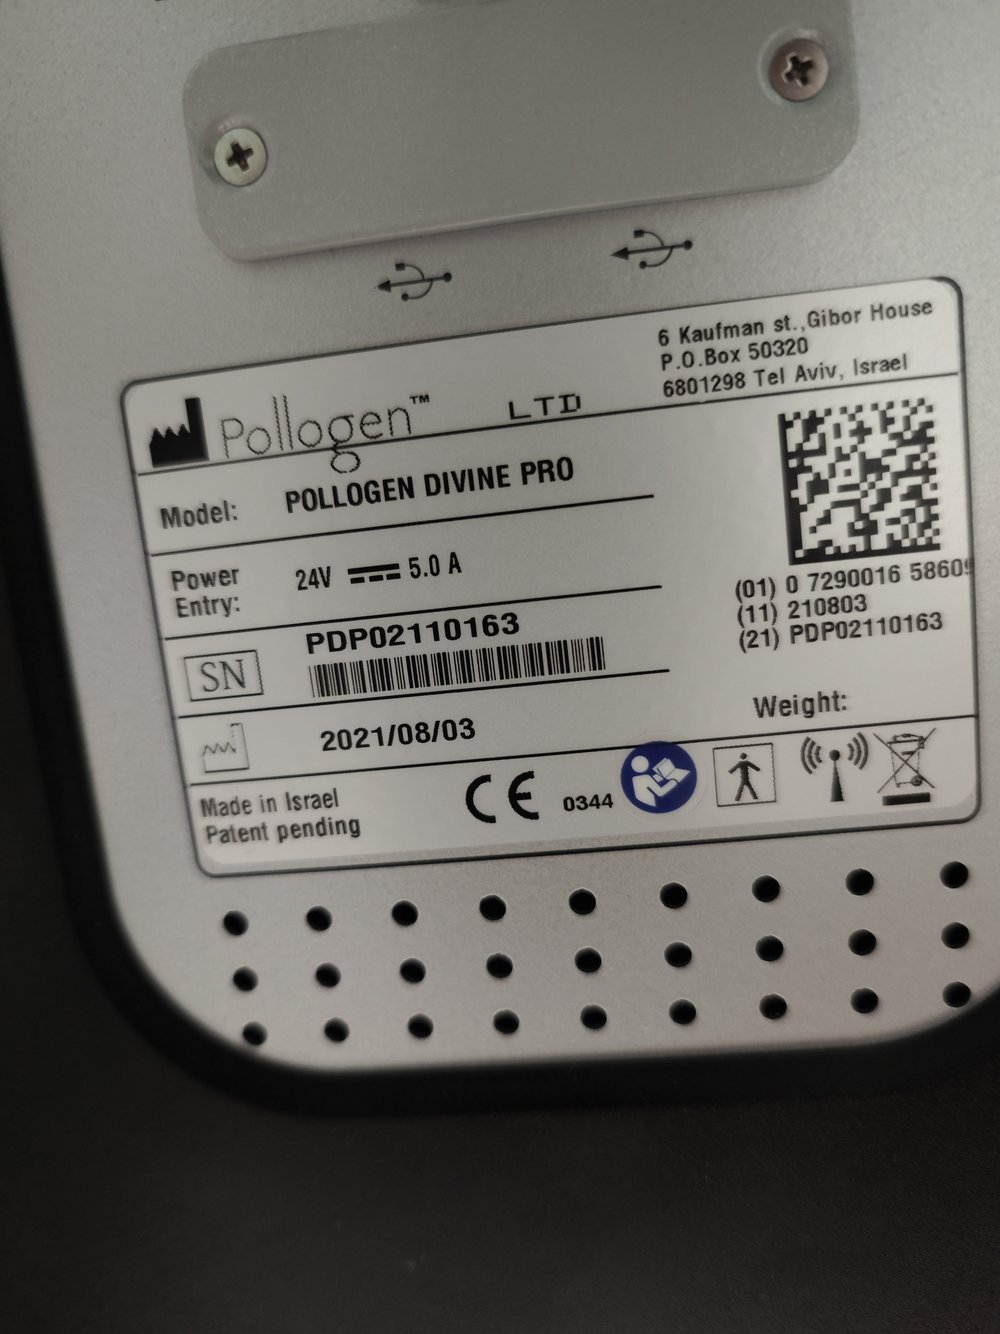 6 Kaufman st.,Gibor House
P.O.Box 50320
6801298 Tel Aviv, Israel
Pollogen™ LTD
Model: POLLOGEN DIVINE PRO
Power Entry: 24V 5.0 A
SN PDP02110163
(01) 0 7290016 58609
(11) 210803
(21) PDP02110163
2021/08/03
Weight:
Made in Israel
Patent pending
CE 0344